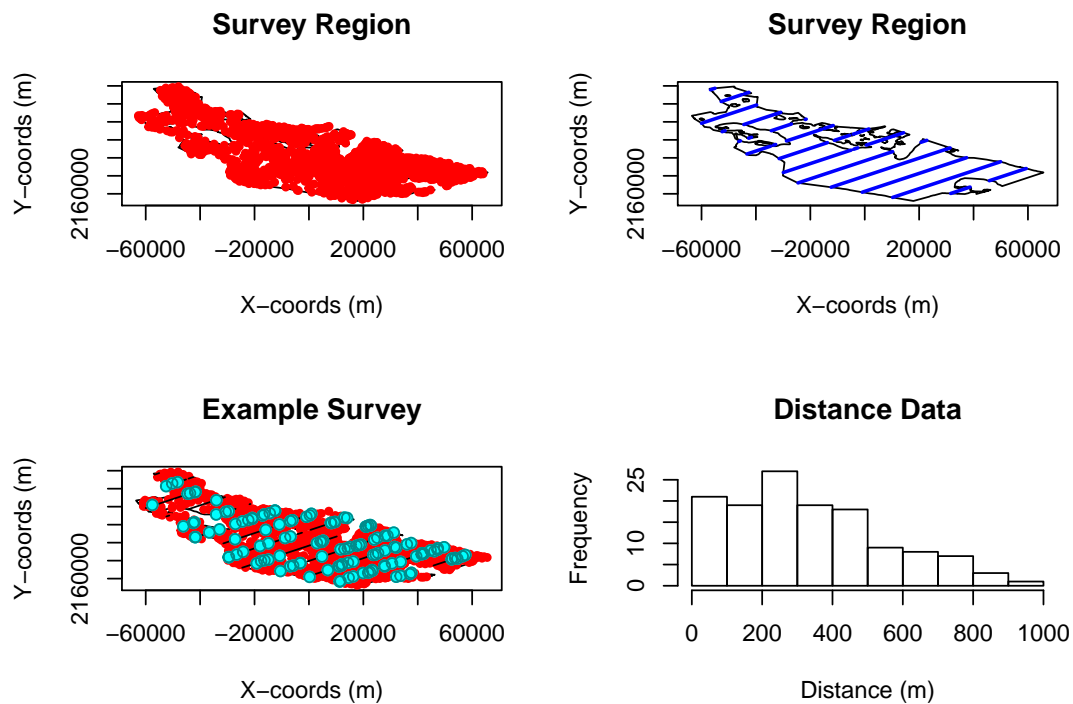 Survey Region
Y−coords (m)
2160000
−60000 −20000 20000 60000
X−coords (m)
Survey Region
Y−coords (m)
2160000
−60000 −20000 20000 60000
X−coords (m)
Example Survey
Y−coords (m)
2160000
−60000 −20000 20000 60000
X−coords (m)
Distance Data
Frequency
25
10
0
0 200 400 600 800 1000
Distance (m)